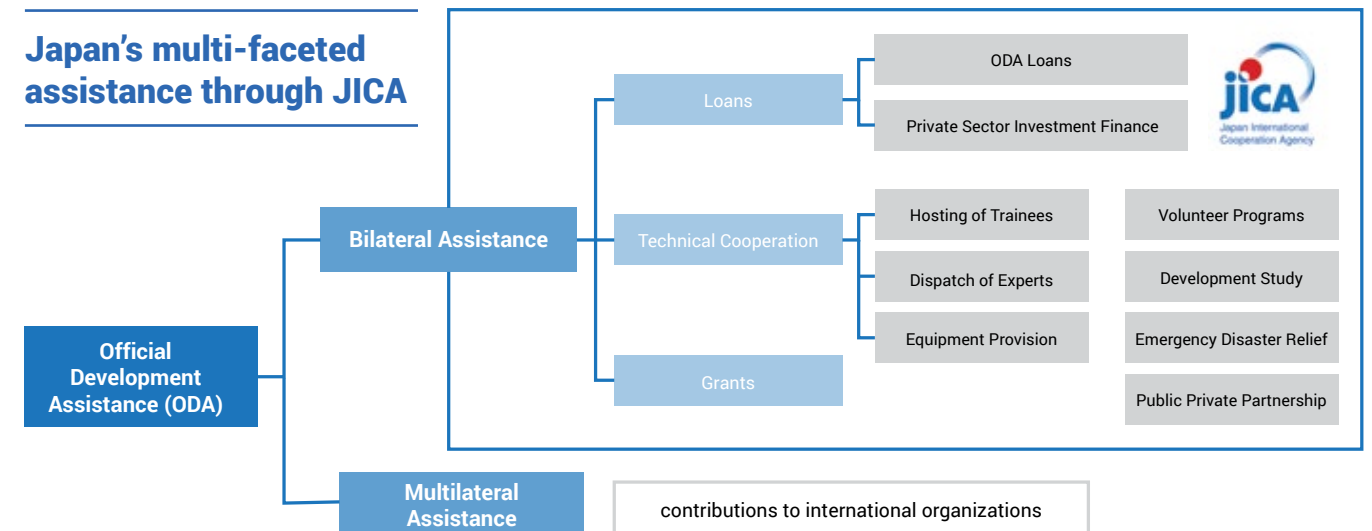 Japan's multi-faceted
assistance through JICA
ODA Loans
Loans
Private Sector Investment Finance
jica
Japan International
Cooperation Agency
Hosting of Trainees
Volunteer Programs
Bilateral Assistance
Technical Cooperation
Dispatch of Experts
Development Study
Official
Development
Assistance (ODA)
Equipment Provision
Emergency Disaster Relief
Grants
Public Private Partnership
Multilateral
Assistance
contributions to international organizations